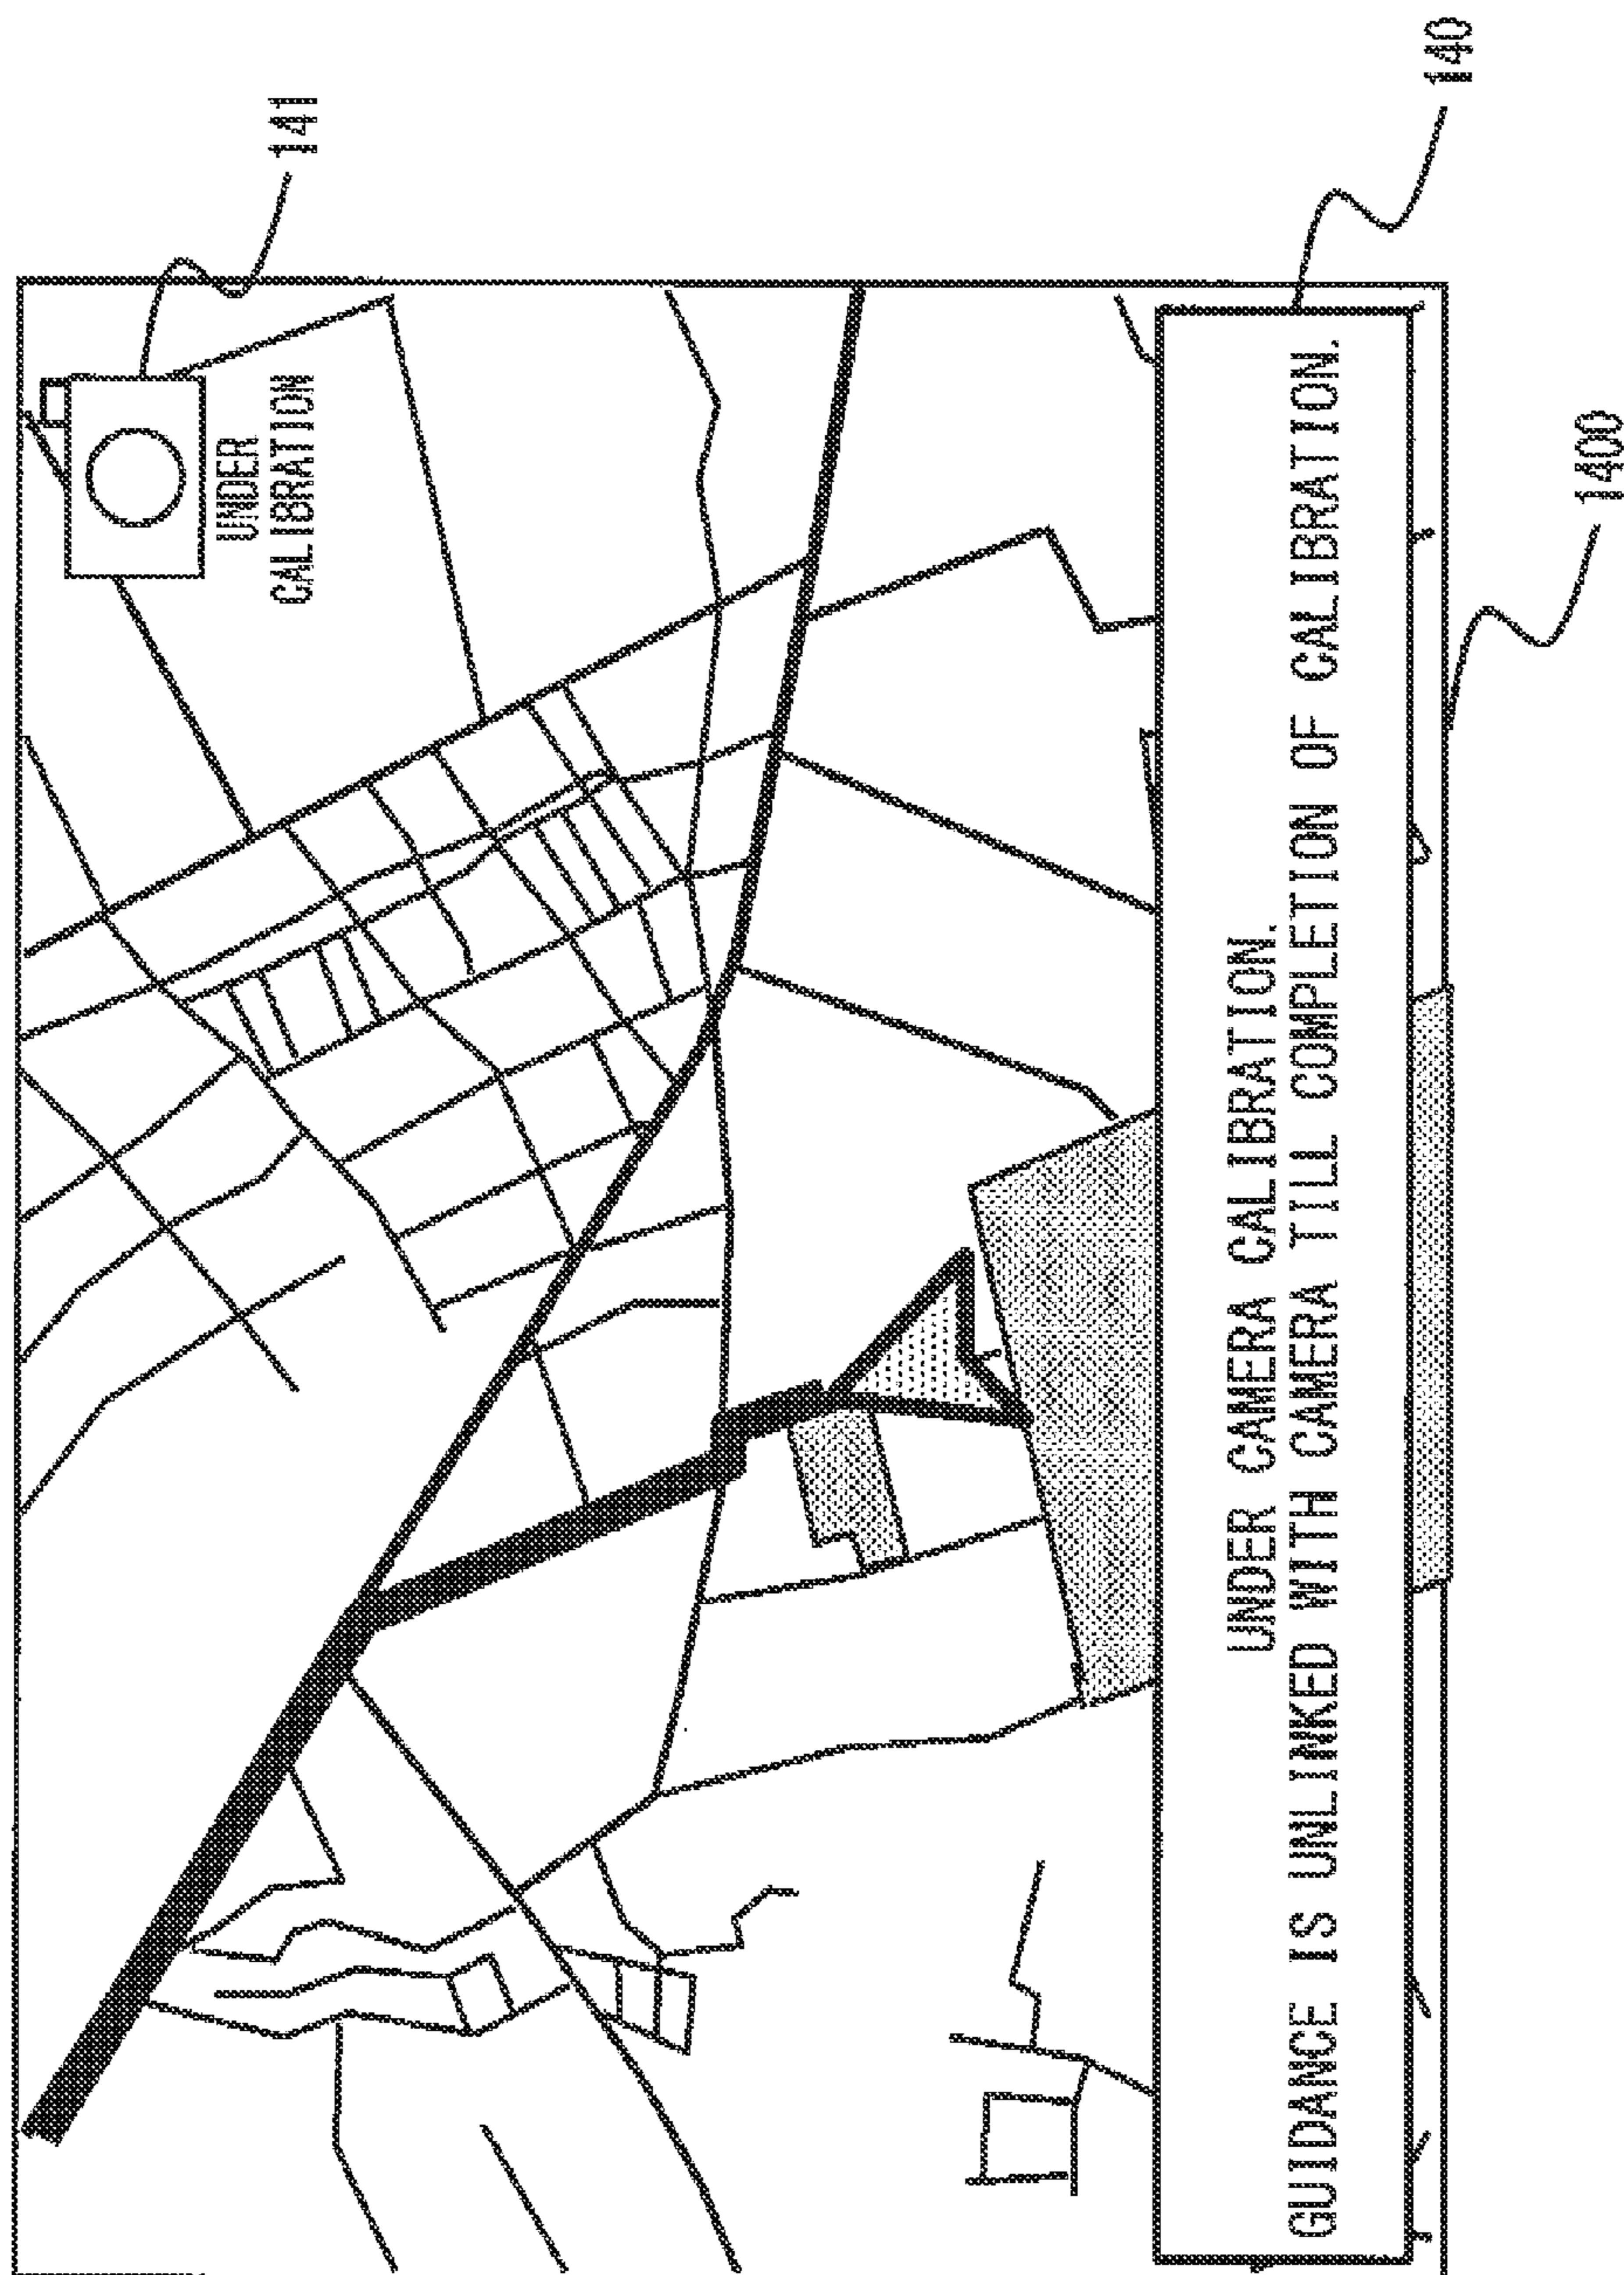 141
UNDER
CALIBRATION
UNDER CAMERA CALIBRATION.
GUIDANCE IS UNLINKED WITH CAMERA TILL COMPLETION OF CALIBRATION.
140
1400